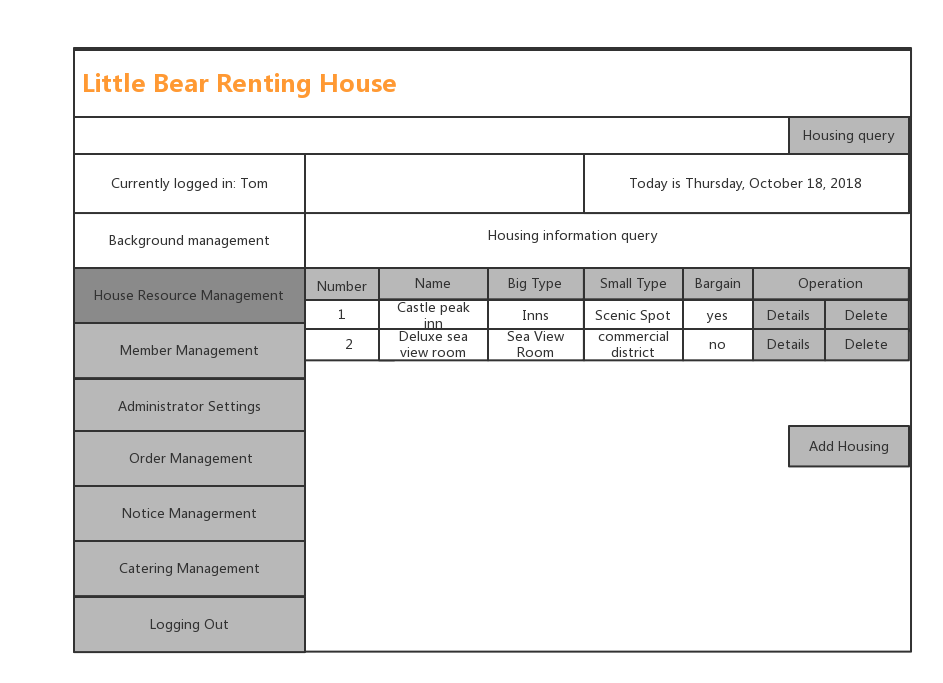 Little Bear Renting House
Housing query
Currently logged in: Tom
Today is Thursday, October 18, 2018
Background management
Housing information query
House Resource Management
Number
Name
Big Type
Small Type
Bargain
Operation
1
Castle peak
inn
Inns
Scenic Spot
yes
Details
Delete
2
Deluxe sea
view room
Sea View
Room
commercial
district
no
Details
Delete
Member Management
Administrator Settings
Add Housing
Order Management
Notice Managerment
Catering Management
Logging Out